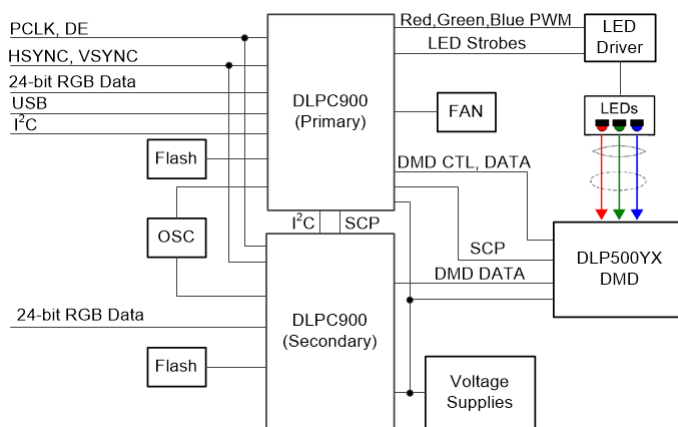 PCLK, DE
HSYNC, VSYNC
24-bit RGB Data
USB
I²C
Flash
OSC
DLPC900
(Primary)
Red,Green,Blue PWM
LED Strobes
LED
Driver
FAN
LEDs
DMD CTL, DATA
I²C
SCP
SCP
DMD DATA
DLP500YX
DMD
24-bit RGB Data
Flash
DLPC900
(Secondary)
Voltage
Supplies